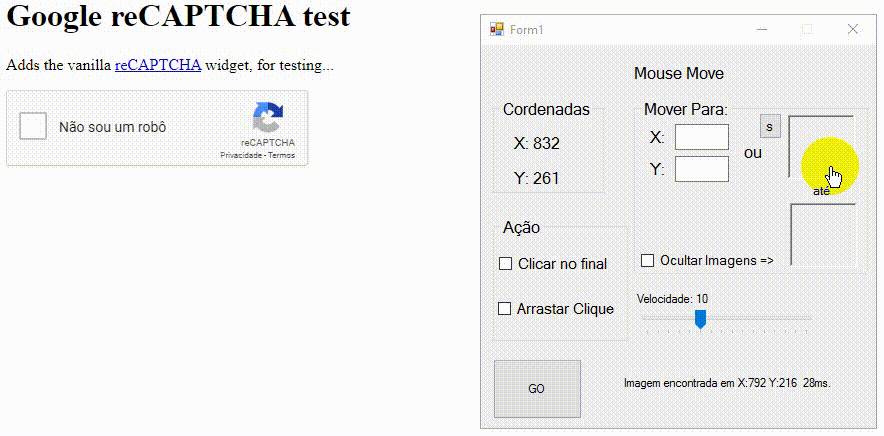 Google reCAPTCHA test
Adds the vanilla reCAPTCHA widget, for testing...
Não sou um robô
reCAPTCHA
Privacidade - Termos
Form1
Mouse Move
Cordenadas
X: 832
Y: 261
Mover Para:
X:
Y:
ou
s
até
Ocultar Imagens =>
Ação
Clicar no final
Arrastar Clique
Velocidade: 10
GO
Imagem encontrada em X:792 Y:216 28ms.